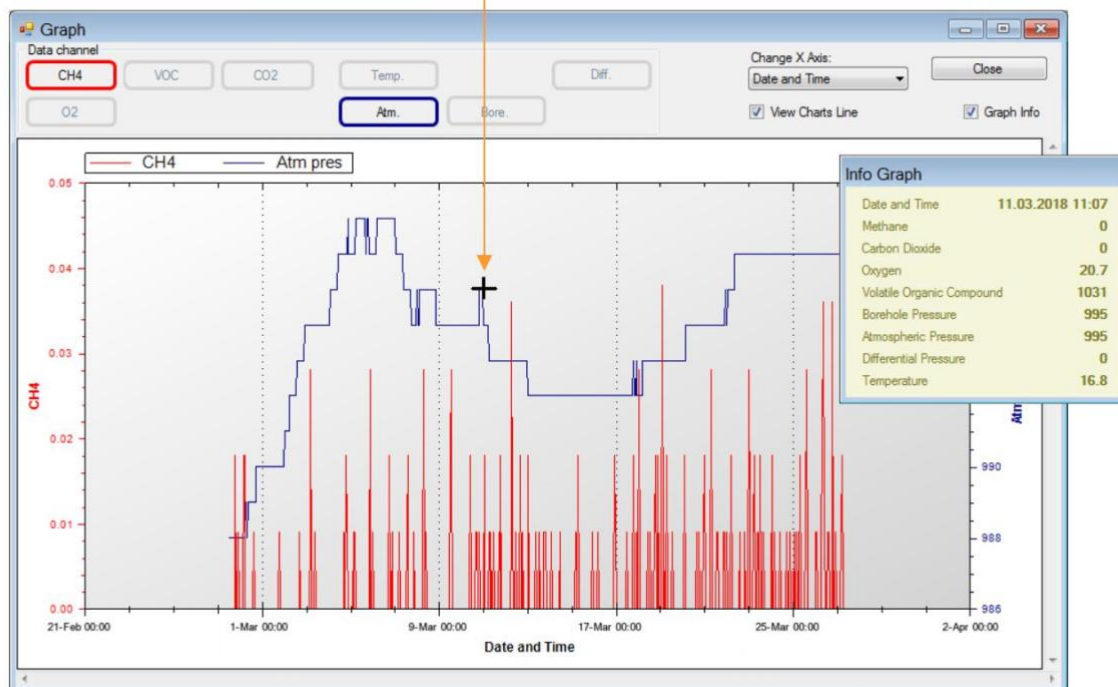 Graph
Data channel
CH4 VOC CO2 Temp. Diff.
O2 Atm. Bore.
Change X Axis:
Date and Time
Close
View Charts Line
Graph Info
CH4 Atm pres
0.05
0.04
0.03
0.02
0.01
0.00
CH4
21-Feb 00:00 1-Mar 00:00 9-Mar 00:00 17-Mar 00:00 25-Mar 00:00 2-Apr 00:00
Date and Time
990
988
986
Atm
Info Graph
Date and Time 11.03.2018 11:07
Methane 0
Carbon Dioxide 0
Oxygen 20.7
Volatile Organic Compound 1031
Borehole Pressure 995
Atmospheric Pressure 995
Differential Pressure 0
Temperature 16.8